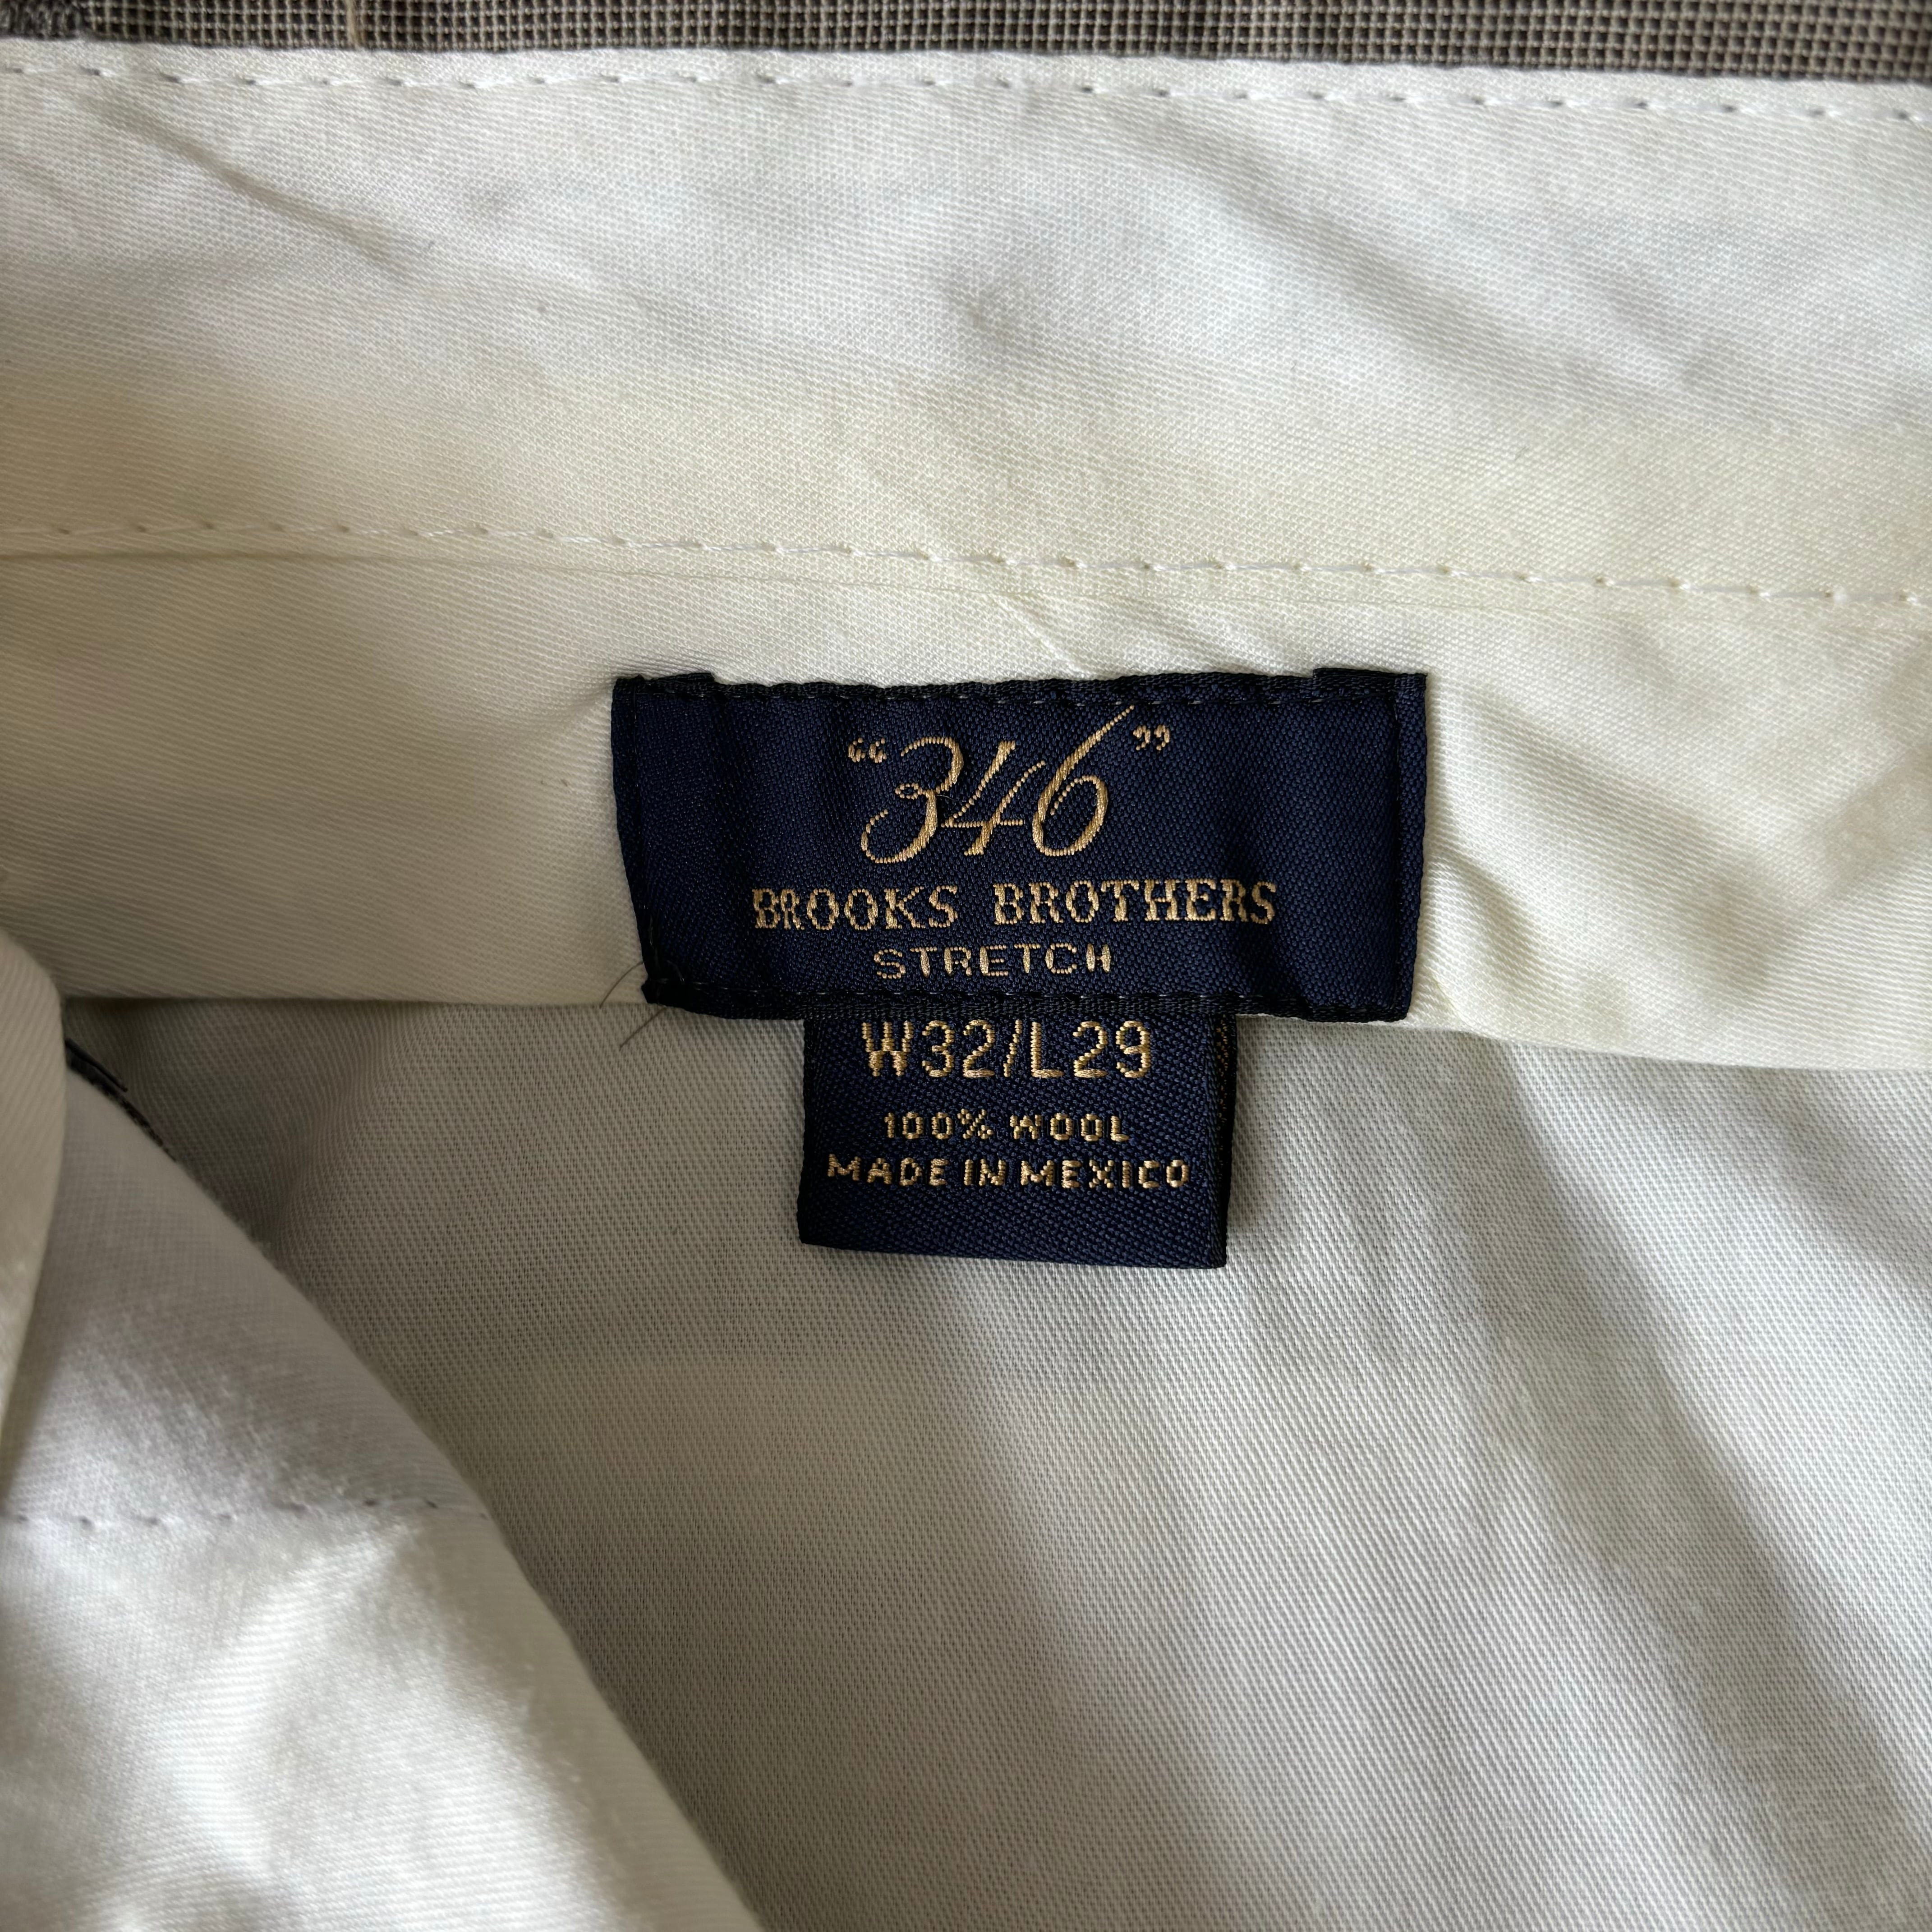 “346”
BROOKS BROTHERS
STRETCH
W32/L29
100% WOOL
MADE IN MEXICO